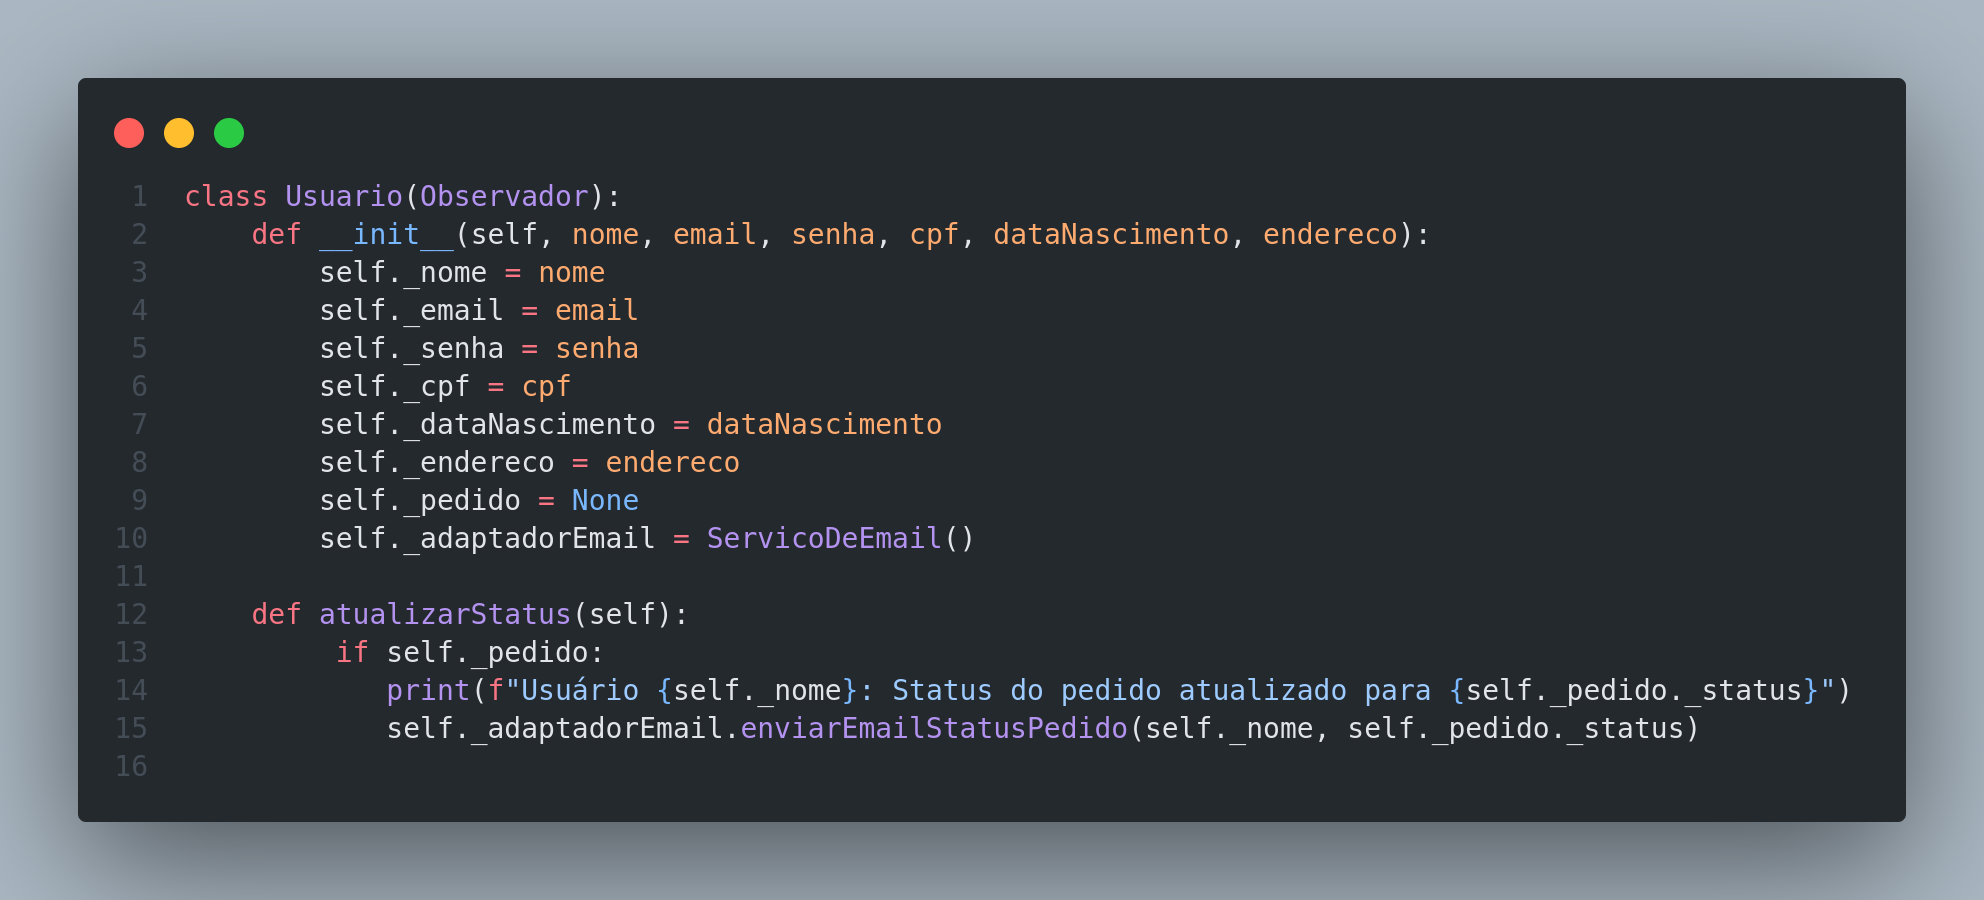 1 class Usuario(Observador):
2     def __init__(self, nome, email, senha, cpf, dataNascimento, endereco):
3         self._nome = nome
4         self._email = email
5         self._senha = senha
6         self._cpf = cpf
7         self._dataNascimento = dataNascimento
8         self._endereco = endereco
9         self._pedido = None
10         self._adaptadorEmail = ServicoDeEmail()
11
12     def atualizarStatus(self):
13          if self._pedido:
14             print(f"Usuário {self._nome}: Status do pedido atualizado para {self._pedido._status}")
15             self._adaptadorEmail.enviarEmailStatusPedido(self._nome, self._pedido._status)
16